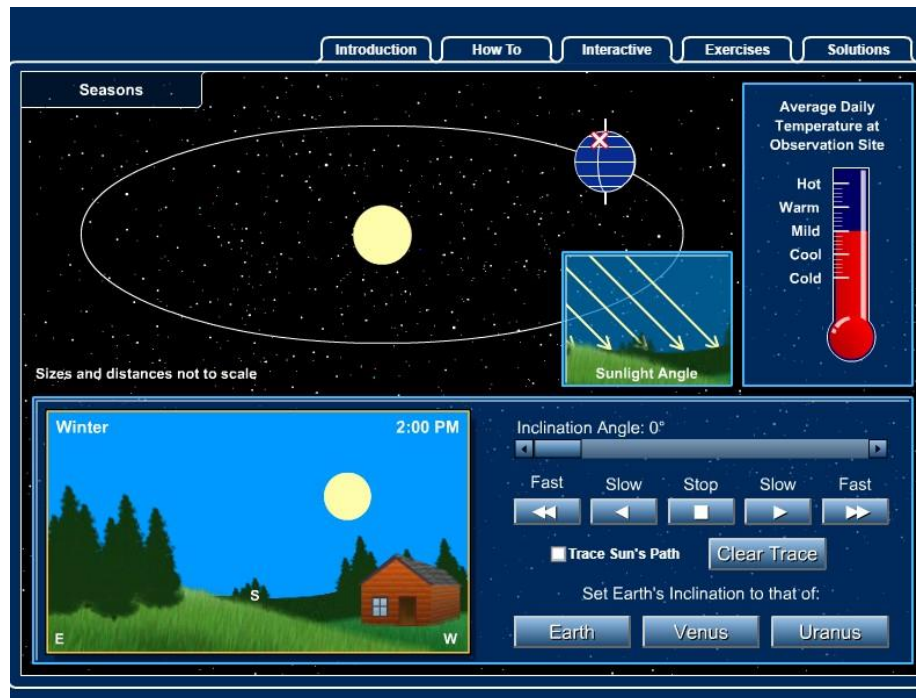 Introduction
How To
Interactive
Exercises
Solutions
Seasons
Average Daily
Temperature at
Observation Site
Hot
Warm
Mild
Cool
Cold
Sizes and distances not to scale
Sunlight Angle
Winter
2:00 PM
S
E
W
Inclination Angle: 0°
Fast
Slow
Stop
Slow
Fast
Trace Sun's Path
Clear Trace
Set Earth's Inclination to that of:
Earth
Venus
Uranus